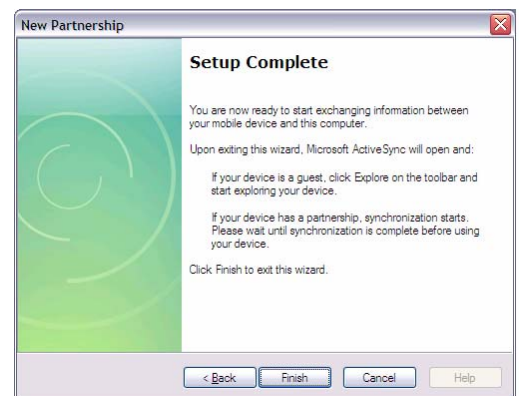 New Partnership
Setup Complete
You are now ready to start exchanging information between
your mobile device and this computer.
Upon exiting this wizard, Microsoft ActiveSync will open and:
If your device is a guest, click Explore on the toolbar and
start exploring your device.
If your device has a partnership, synchronization starts.
Please wait until synchronization is complete before using
your device.
Click Finish to exit this wizard.
< Back
Finish
Cancel
Help